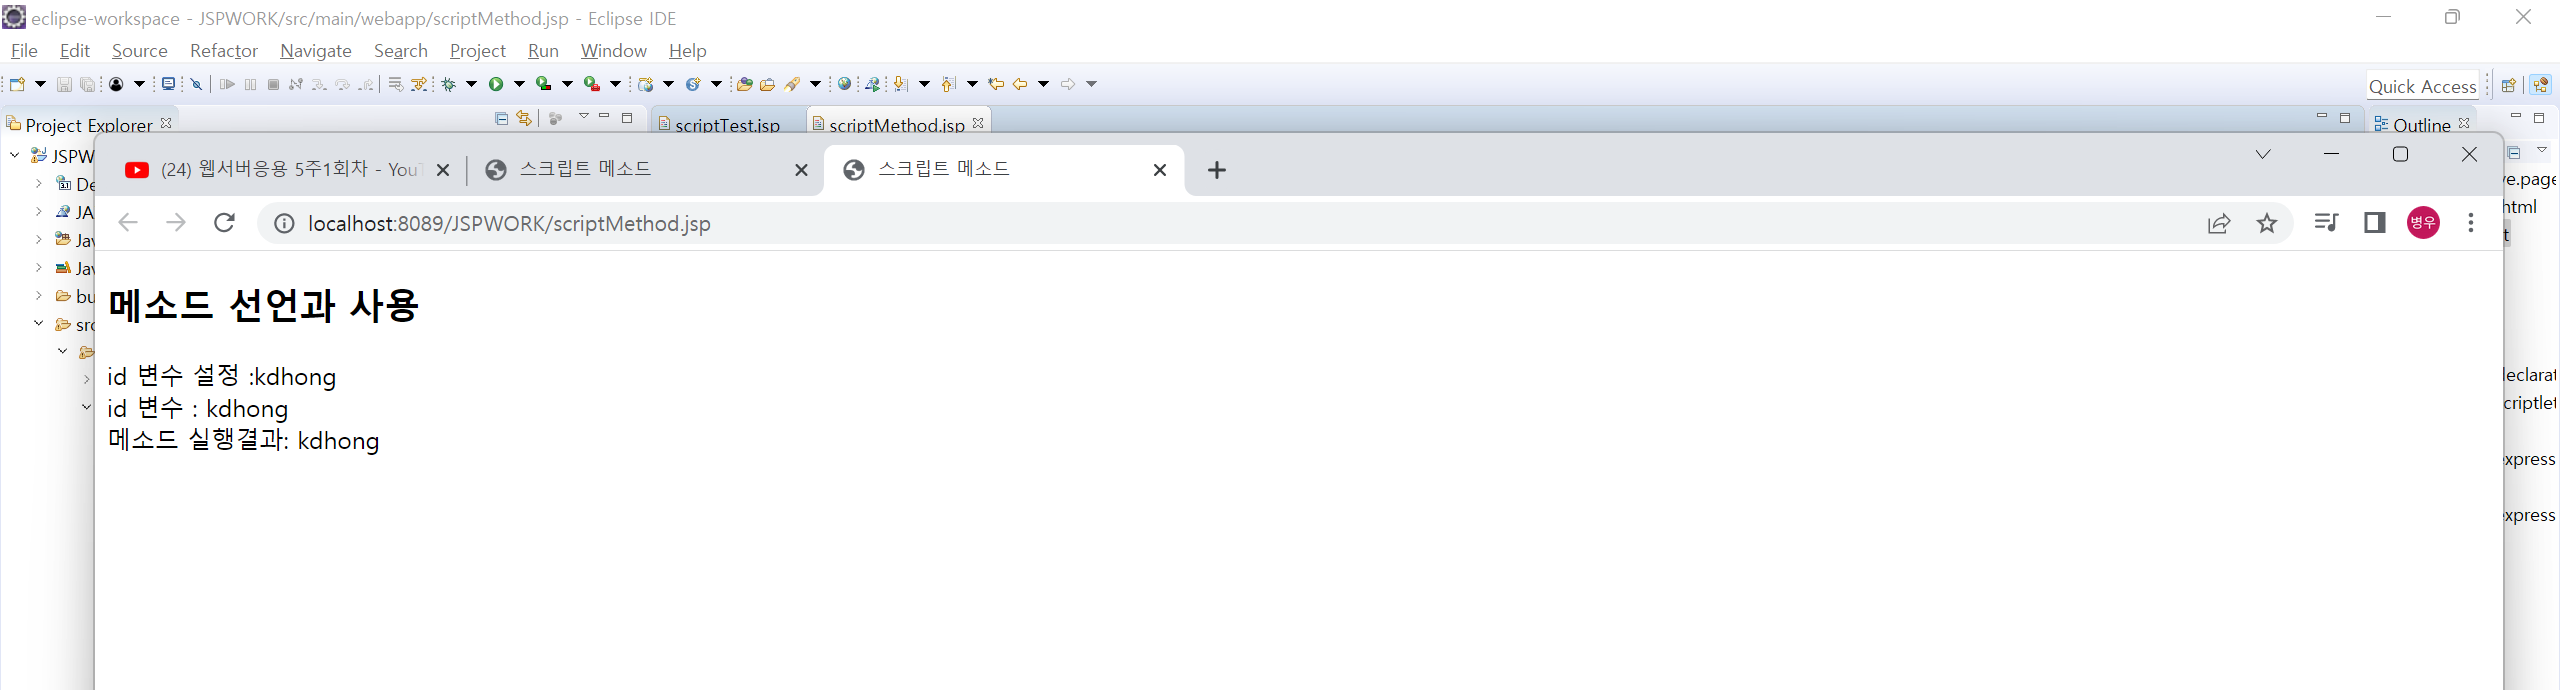 eclipse-workspace - JSPWORK/src/main/webapp/scriptMethod.jsp - Eclipse IDE
File Edit Source Refactor Navigate Search Project Run Window Help
Quick Access
Project Explorer
scriptTest.jsp
scriptMethod.jsp
Outline
JSPW
De
JA
Jav
Jav
bu
src
(24) 웹서버응용 5주1회차 - YouT
스크립트 메소드
스크립트 메소드
localhost:8089/JSPWORK/scriptMethod.jsp
병우
메소드 선언과 사용
id 변수 설정 :kdhong
id 변수 : kdhong
메소드 실행결과: kdhong
ve.page
html
t
declarat
criptlet
express
express